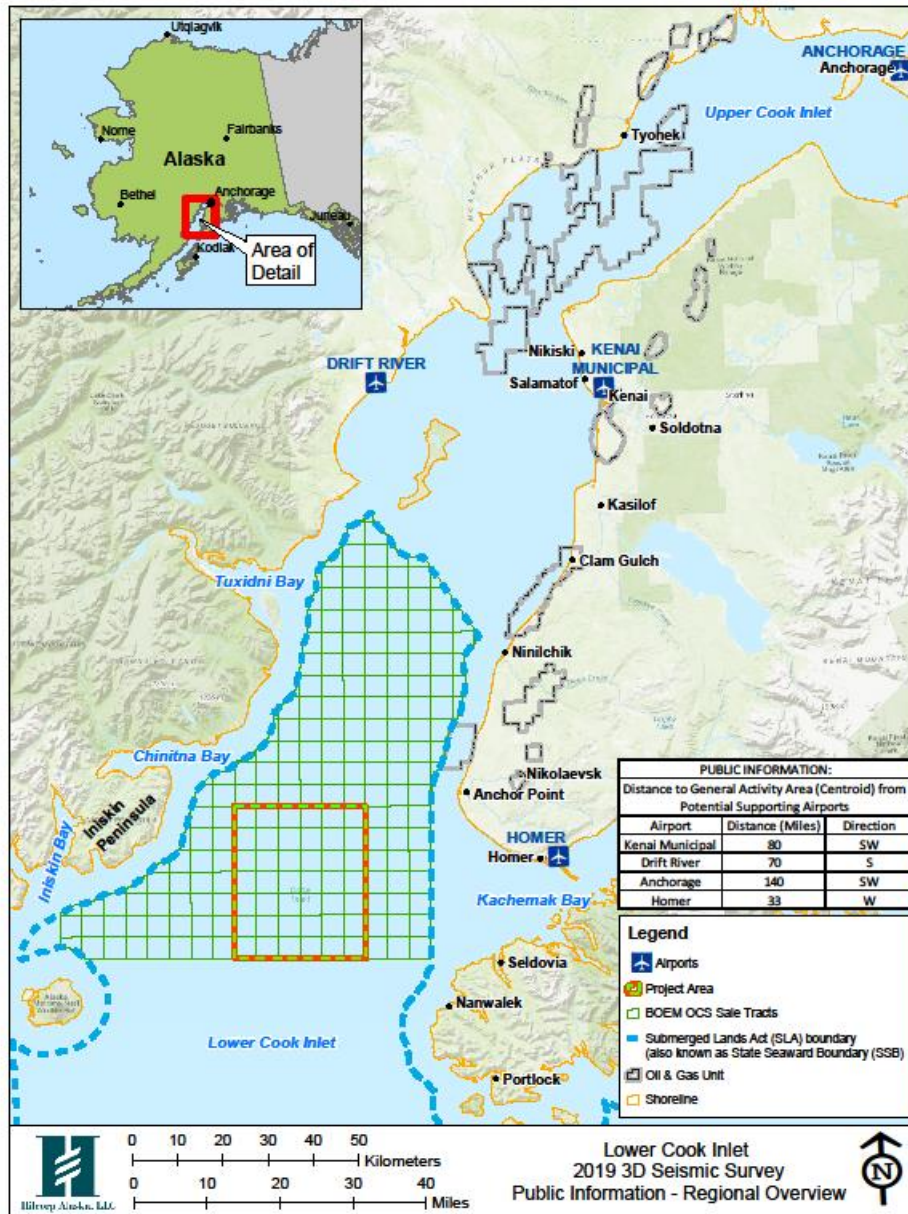 Utqiagvik
Nome
Fairbanks
Alaska
Bethel
Anchorage
Juneau
Kodiak
Area of
Detail
ANCHORAGE
Anchorage
Upper Cook Inlet
Tyohek
Nikiski
KENAI
MUNICIPAL
DRIFT RIVER
Salamatof
Kenai
Soldotna
Kasilof
Clam Gulch
Tuxidni Bay
Ninilchik
Chinitna Bay
Nikolaevsk
Anchor Point
Iniskin
Peninsula
Iniskin Bay
HOMER
Homer
Kachemak Bay
Seldovia
Nanwalek
Lower Cook Inlet
Portlock
PUBLIC INFORMATION:
Distance to General Activity Area (Centroid) from
Potential Supporting Airports
Airport Distance (Miles) Direction
Kenai Municipal 80 SW
Drift River 70 S
Anchorage 140 SW
Homer 33 W
Legend
Airports
Project Area
BOEM OCS Sale Tracts
Submerged Lands Act (SLA) boundary
(also known as State Seaward Boundary (SSB)
Oil & Gas Unit
Shoreline
Hilcorp Alaska, LLC
0 10 20 30 40 50
Kilometers
0 10 20 30 40
Miles
Lower Cook Inlet
2019 3D Seismic Survey
Public Information - Regional Overview
N